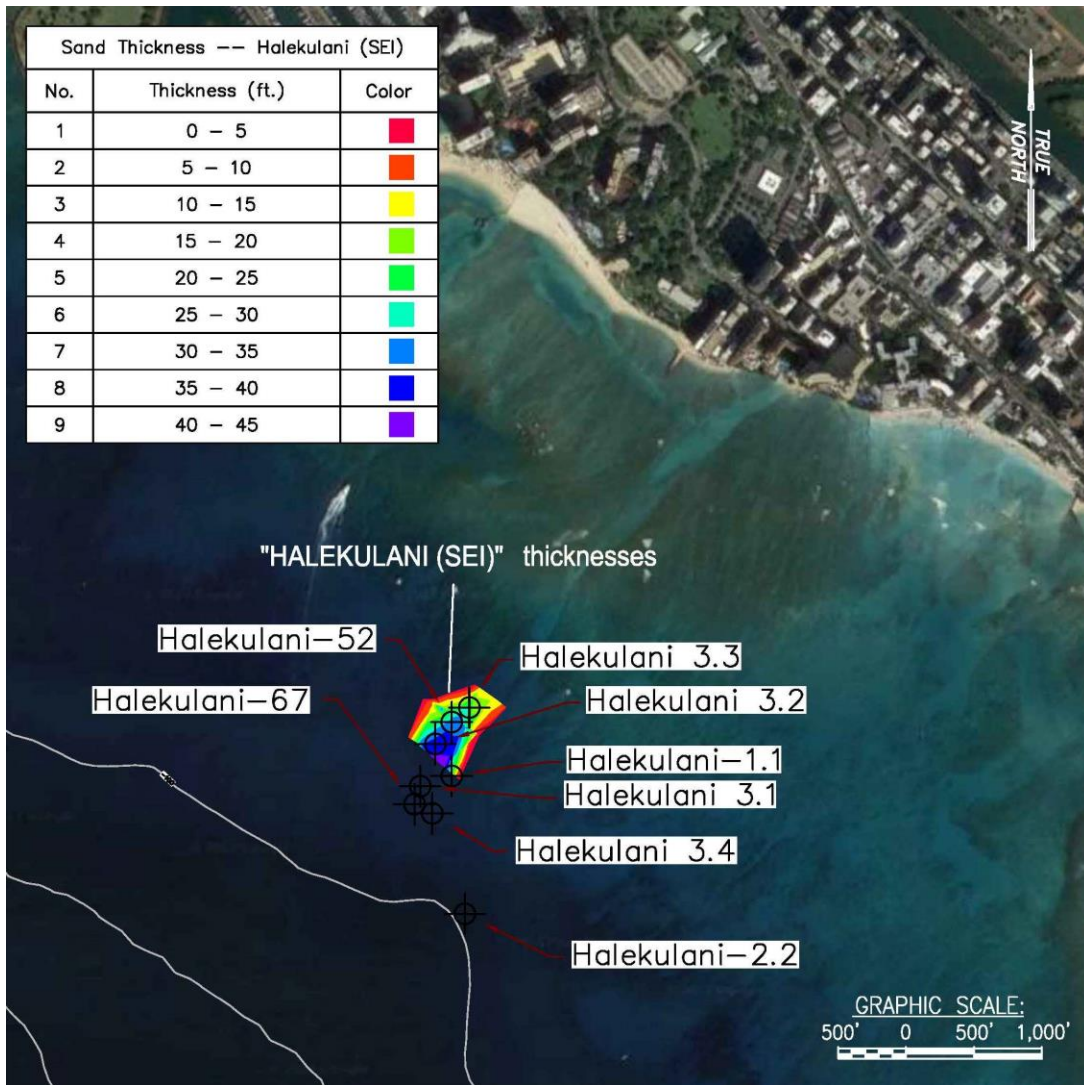 Sand Thickness -- Halekulani (SEI)
No. Thickness (ft.) Color
1 0 - 5
2 5 - 10
3 10 - 15
4 15 - 20
5 20 - 25
6 25 - 30
7 30 - 35
8 35 - 40
9 40 - 45
TRUE
NORTH
"HALEKULANI (SEI)" thicknesses
Halekulani-52
Halekulani 3.3
Halekulani-67
Halekulani 3.2
Halekulani-1.1
Halekulani 3.1
Halekulani 3.4
Halekulani-2.2
GRAPHIC SCALE:
500' 0 500' 1,000'